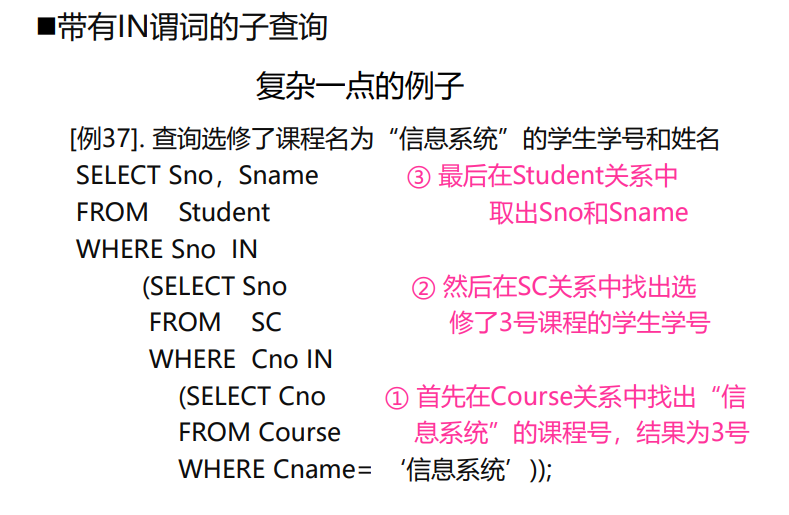 ■带有IN谓词的子查询
复杂一点的例子
[例37]. 查询选修了课程名为“信息系统”的学生学号和姓名
SELECT Sno，Sname ③ 最后在Student关系中
FROM Student 取出Sno和Sname
WHERE Sno IN
(SELECT Sno ② 然后在SC关系中找出选
FROM SC 修了3号课程的学生学号
WHERE Cno IN
(SELECT Cno ① 首先在Course关系中找出“信
FROM Course 息系统”的课程号，结果为3号
WHERE Cname= ‘信息系统’));